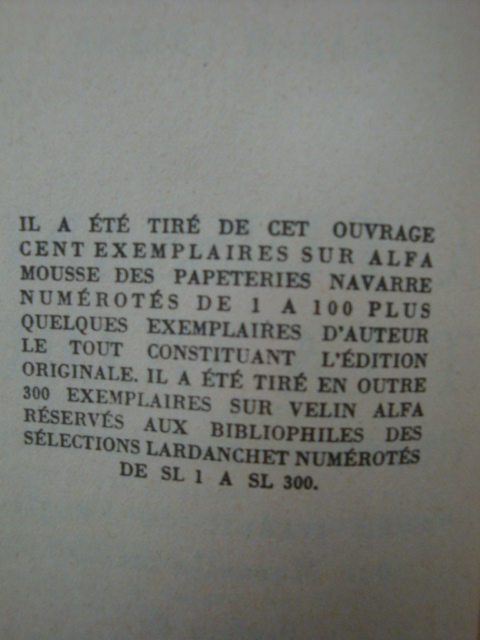 IL A ÉTÉ TIRÉ DE CET OUVRAGE
CENT EXEMPLAIRES SUR ALFA
MOUSSE DES PAPETERIES NAVARRE
NUMÉROTÉS DE 1 A 100 PLUS
QUELQUES EXEMPLAIRES D'AUTEUR
LE TOUT CONSTITUANT L'ÉDITION
ORIGINALE. IL A ÉTÉ TIRÉ EN OUTRE
300 EXEMPLAIRES SUR VELIN ALFA
RÉSERVÉS AUX BIBLIOPHILES DES
SÉLECTIONS LARDANCHET NUMÉROTÉS
DE SL 1 A SL 300.